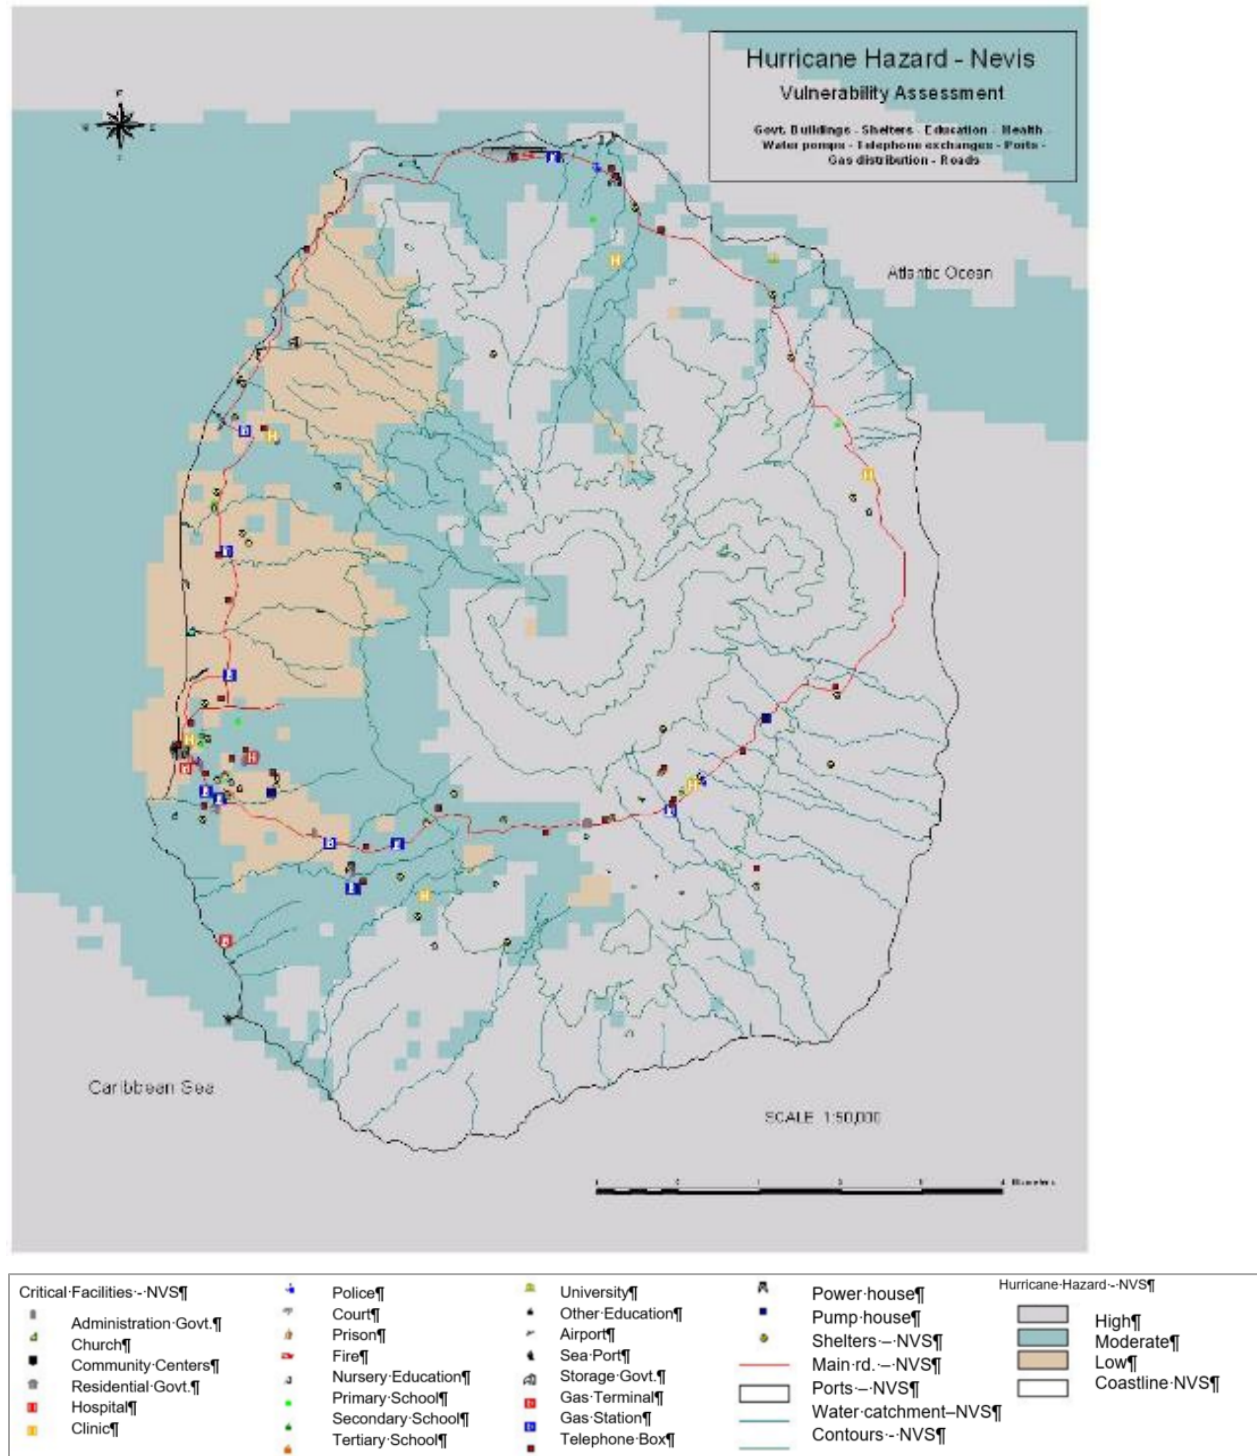 Hurricane Hazard - Nevis
Vulnerability Assessment
Govt. Buildings - Shelters - Education - Health -
Water pumps - Telephone exchanges - Ports -
Gas distribution - Roads
Atlantic Ocean
Caribbean Sea
SCALE 1:50,000
Critical·Facilities·-·NVS¶
Administration·Govt.¶
Church¶
Community·Centers¶
Residential·Govt.¶
Hospital¶
Clinic¶
Police¶
Court¶
Prison¶
Fire¶
Nursery·Education¶
Primary·School¶
Secondary·School¶
Tertiary·School¶
University¶
Other·Education¶
Airport¶
Sea·Port¶
Storage·Govt.¶
Gas·Terminal¶
Gas·Station¶
Telephone·Box¶
Power·house¶
Pump·house¶
Shelters·–·NVS¶
Main·rd.·–·NVS¶
Ports·–·NVS¶
Water·catchment–NVS¶
Contours·-·NVS¶
Hurricane·Hazard·-·NVS¶
High¶
Moderate¶
Low¶
Coastline·NVS¶